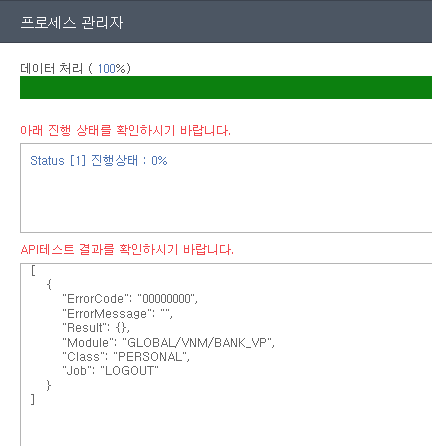 프로세스 관리자
데이터 처리 ( 100%)
아래 진행 상태를 확인하시기 바랍니다.
Status [1] 진행상태 : 0%
API테스트 결과를 확인하시기 바랍니다.
[
{
"ErrorCode": "00000000",
"ErrorMessage": "",
"Result": {},
"Module": "GLOBAL/VNM/BANK_VP",
"Class": "PERSONAL",
"Job": "LOGOUT"
}
]